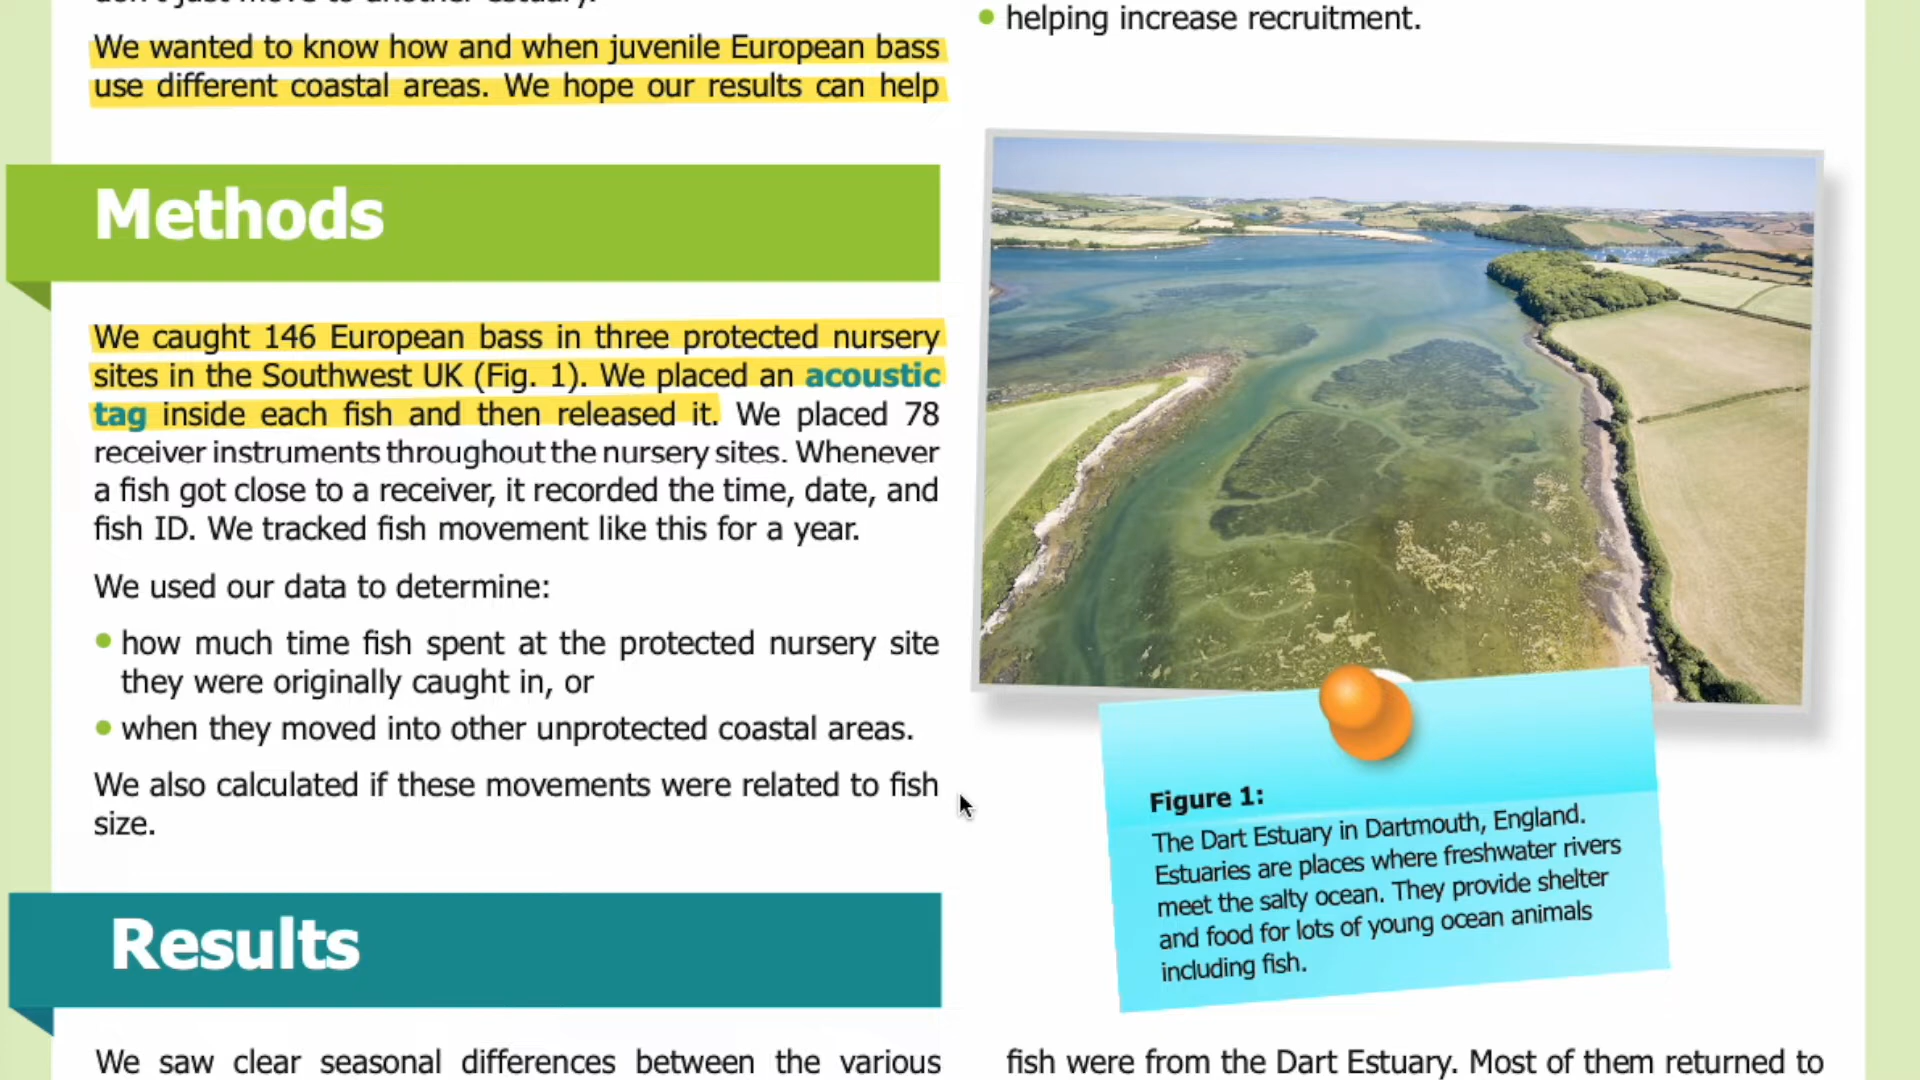 We wanted to know how and when juvenile European bass
use different coastal areas. We hope our results can help
Methods
We caught 146 European bass in three protected nursery
sites in the Southwest UK (Fig. 1). We placed an acoustic
tag inside each fish and then released it. We placed 78
receiver instruments throughout the nursery sites. Whenever
a fish got close to a receiver, it recorded the time, date, and
fish ID. We tracked fish movement like this for a year.
We used our data to determine:
how much time fish spent at the protected nursery site
they were originally caught in, or
when they moved into other unprotected coastal areas.
We also calculated if these movements were related to fish
size.
Results
We saw clear seasonal differences between the various
helping increase recruitment.
Figure 1:
The Dart Estuary in Dartmouth, England.
Estuaries are places where freshwater rivers
meet the salty ocean. They provide shelter
and food for lots of young ocean animals
including fish.
fish were from the Dart Estuary. Most of them returned to